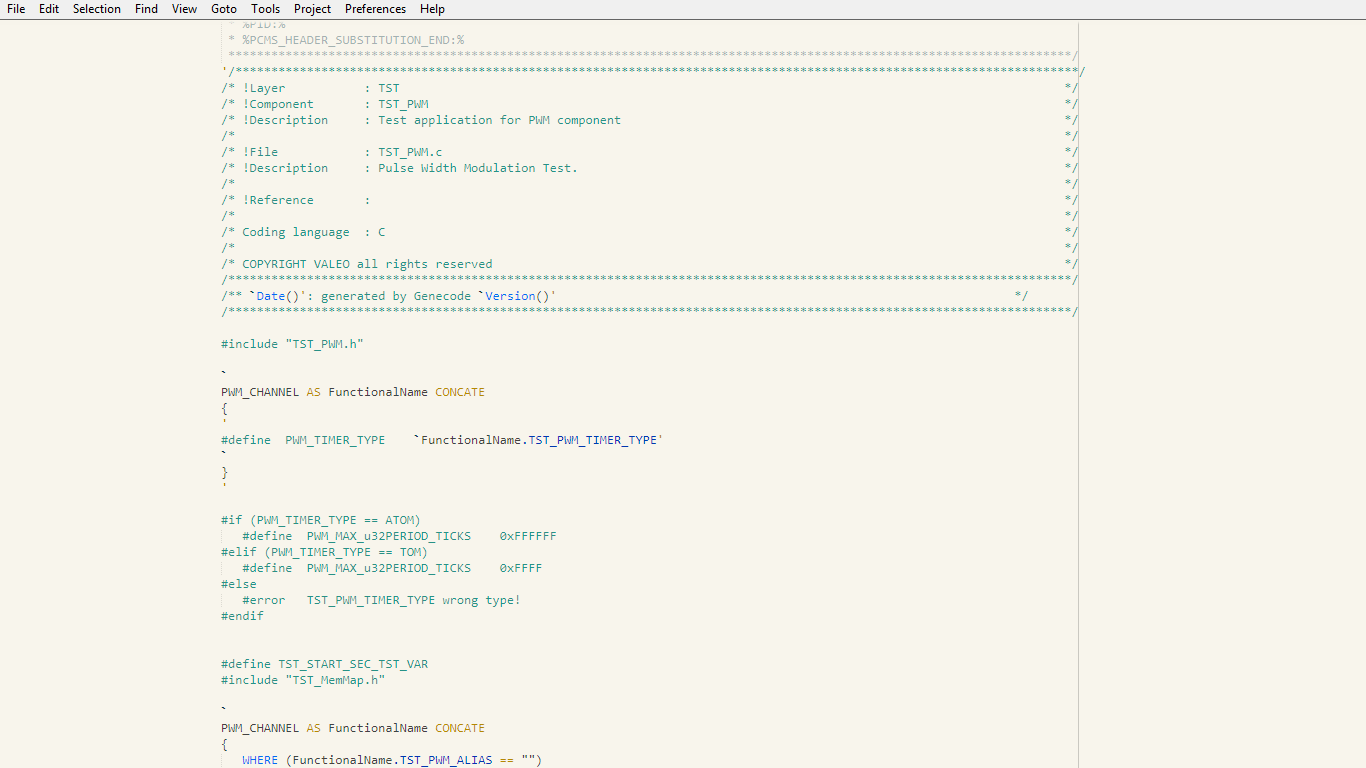 File Edit Selection Find View Goto Tools Project Preferences Help
* %PID:%
* %PCMS_HEADER_SUBSTITUTION_END:%
**********************************************************************************************************************/
'/**********************************************************************************************************************/
/* !Layer           : TST                                                                                             */
/* !Component       : TST_PWM                                                                                         */
/* !Description     : Test application for PWM component                                                              */
/*                                                                                                                    */
/* !File            : TST_PWM.c                                                                                       */
/* !Description     : Pulse Width Modulation Test.                                                                    */
/*                                                                                                                    */
/* !Reference       :                                                                                                 */
/*                                                                                                                    */
/* Coding language  : C                                                                                               */
/*                                                                                                                    */
/* COPYRIGHT VALEO all rights reserved                                                                                */
/**********************************************************************************************************************/
/** `Date()': generated by Genecode `Version()'                                                                */
/**********************************************************************************************************************/
#include "TST_PWM.h"
`
PWM_CHANNEL AS FunctionalName CONCATE
{
'
#define  PWM_TIMER_TYPE    `FunctionalName.TST_PWM_TIMER_TYPE'
`
}
'
#if (PWM_TIMER_TYPE == ATOM)
   #define  PWM_MAX_u32PERIOD_TICKS    0xFFFFFF
#elif (PWM_TIMER_TYPE == TOM)
   #define  PWM_MAX_u32PERIOD_TICKS    0xFFFF
#else
   #error   TST_PWM_TIMER_TYPE wrong type!
#endif
#define TST_START_SEC_TST_VAR
#include "TST_MemMap.h"
`
PWM_CHANNEL AS FunctionalName CONCATE
{
   WHERE (FunctionalName.TST_PWM_ALIAS == "")